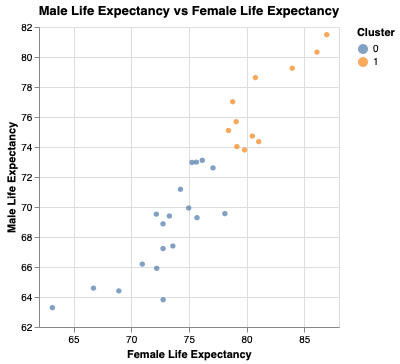 Male Life Expectancy vs Female Life Expectancy
82
80
78
76
74
72
70
68
66
64
62
Male Life Expectancy
65 70 75 80 85
Female Life Expectancy
Cluster
0
1